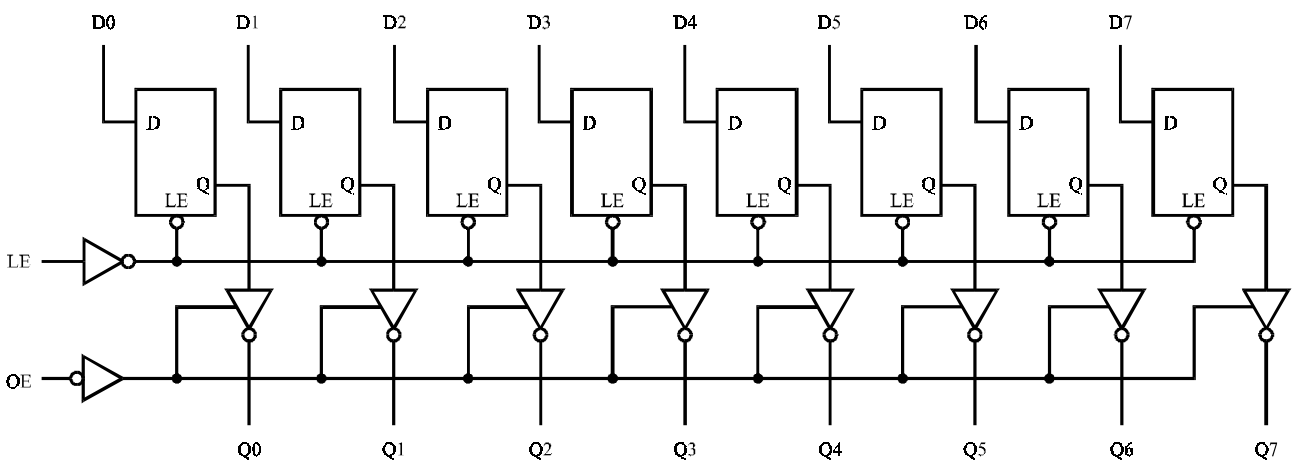 D0 D1 D2 D3 D4 D5 D6 D7
D D D D D D D D
Q Q Q Q Q Q Q Q
LE LE LE LE LE LE LE LE
LE
OE
Q0 Q1 Q2 Q3 Q4 Q5 Q6 Q7